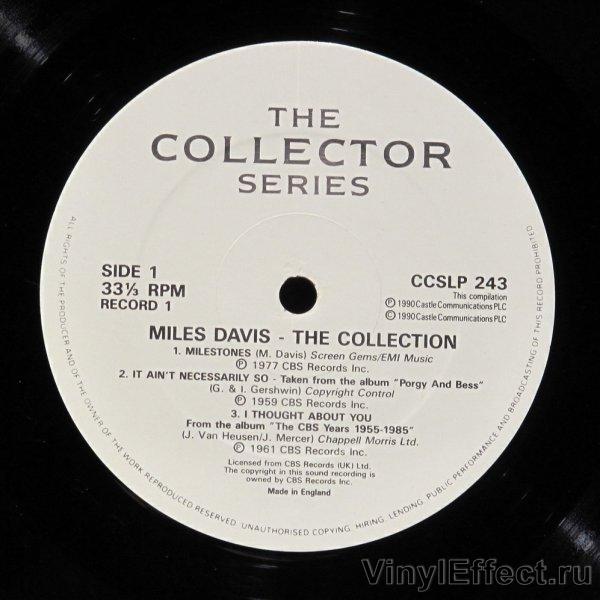 THE
COLLECTOR
SERIES
SIDE 1
33⅓ RPM
RECORD 1
CCSLP 243
This compilation
Ⓟ 1990 Castle Communications PLC
© 1990 Castle Communications PLC
MILES DAVIS - THE COLLECTION
1. MILESTONES (M. Davis) Screen Gems/EMI Music
Ⓟ 1977 CBS Records Inc.
2. IT AIN'T NECESSARILY SO - Taken from the album "Porgy And Bess"
(G. & I. Gershwin) Copyright Control
Ⓟ 1959 CBS Records Inc.
3. I THOUGHT ABOUT YOU
From the album "The CBS Years 1955-1985"
(J. Van Heusen/J. Mercer) Chappell Morris Ltd.
Ⓟ 1961 CBS Records Inc.
Licensed from CBS Records (UK) Ltd.
The copyright in this sound recording is
owned by CBS Records Inc.
Made in England
ALL RIGHTS OF THE PRODUCER AND OF THE OWNER OF THE WORK REPRODUCED RESERVED. UNAUTHORISED COPYING, HIRING, LENDING, PUBLIC PERFORMANCE AND BROADCASTING OF THIS RECORD PROHIBITED
VinylEffect.ru